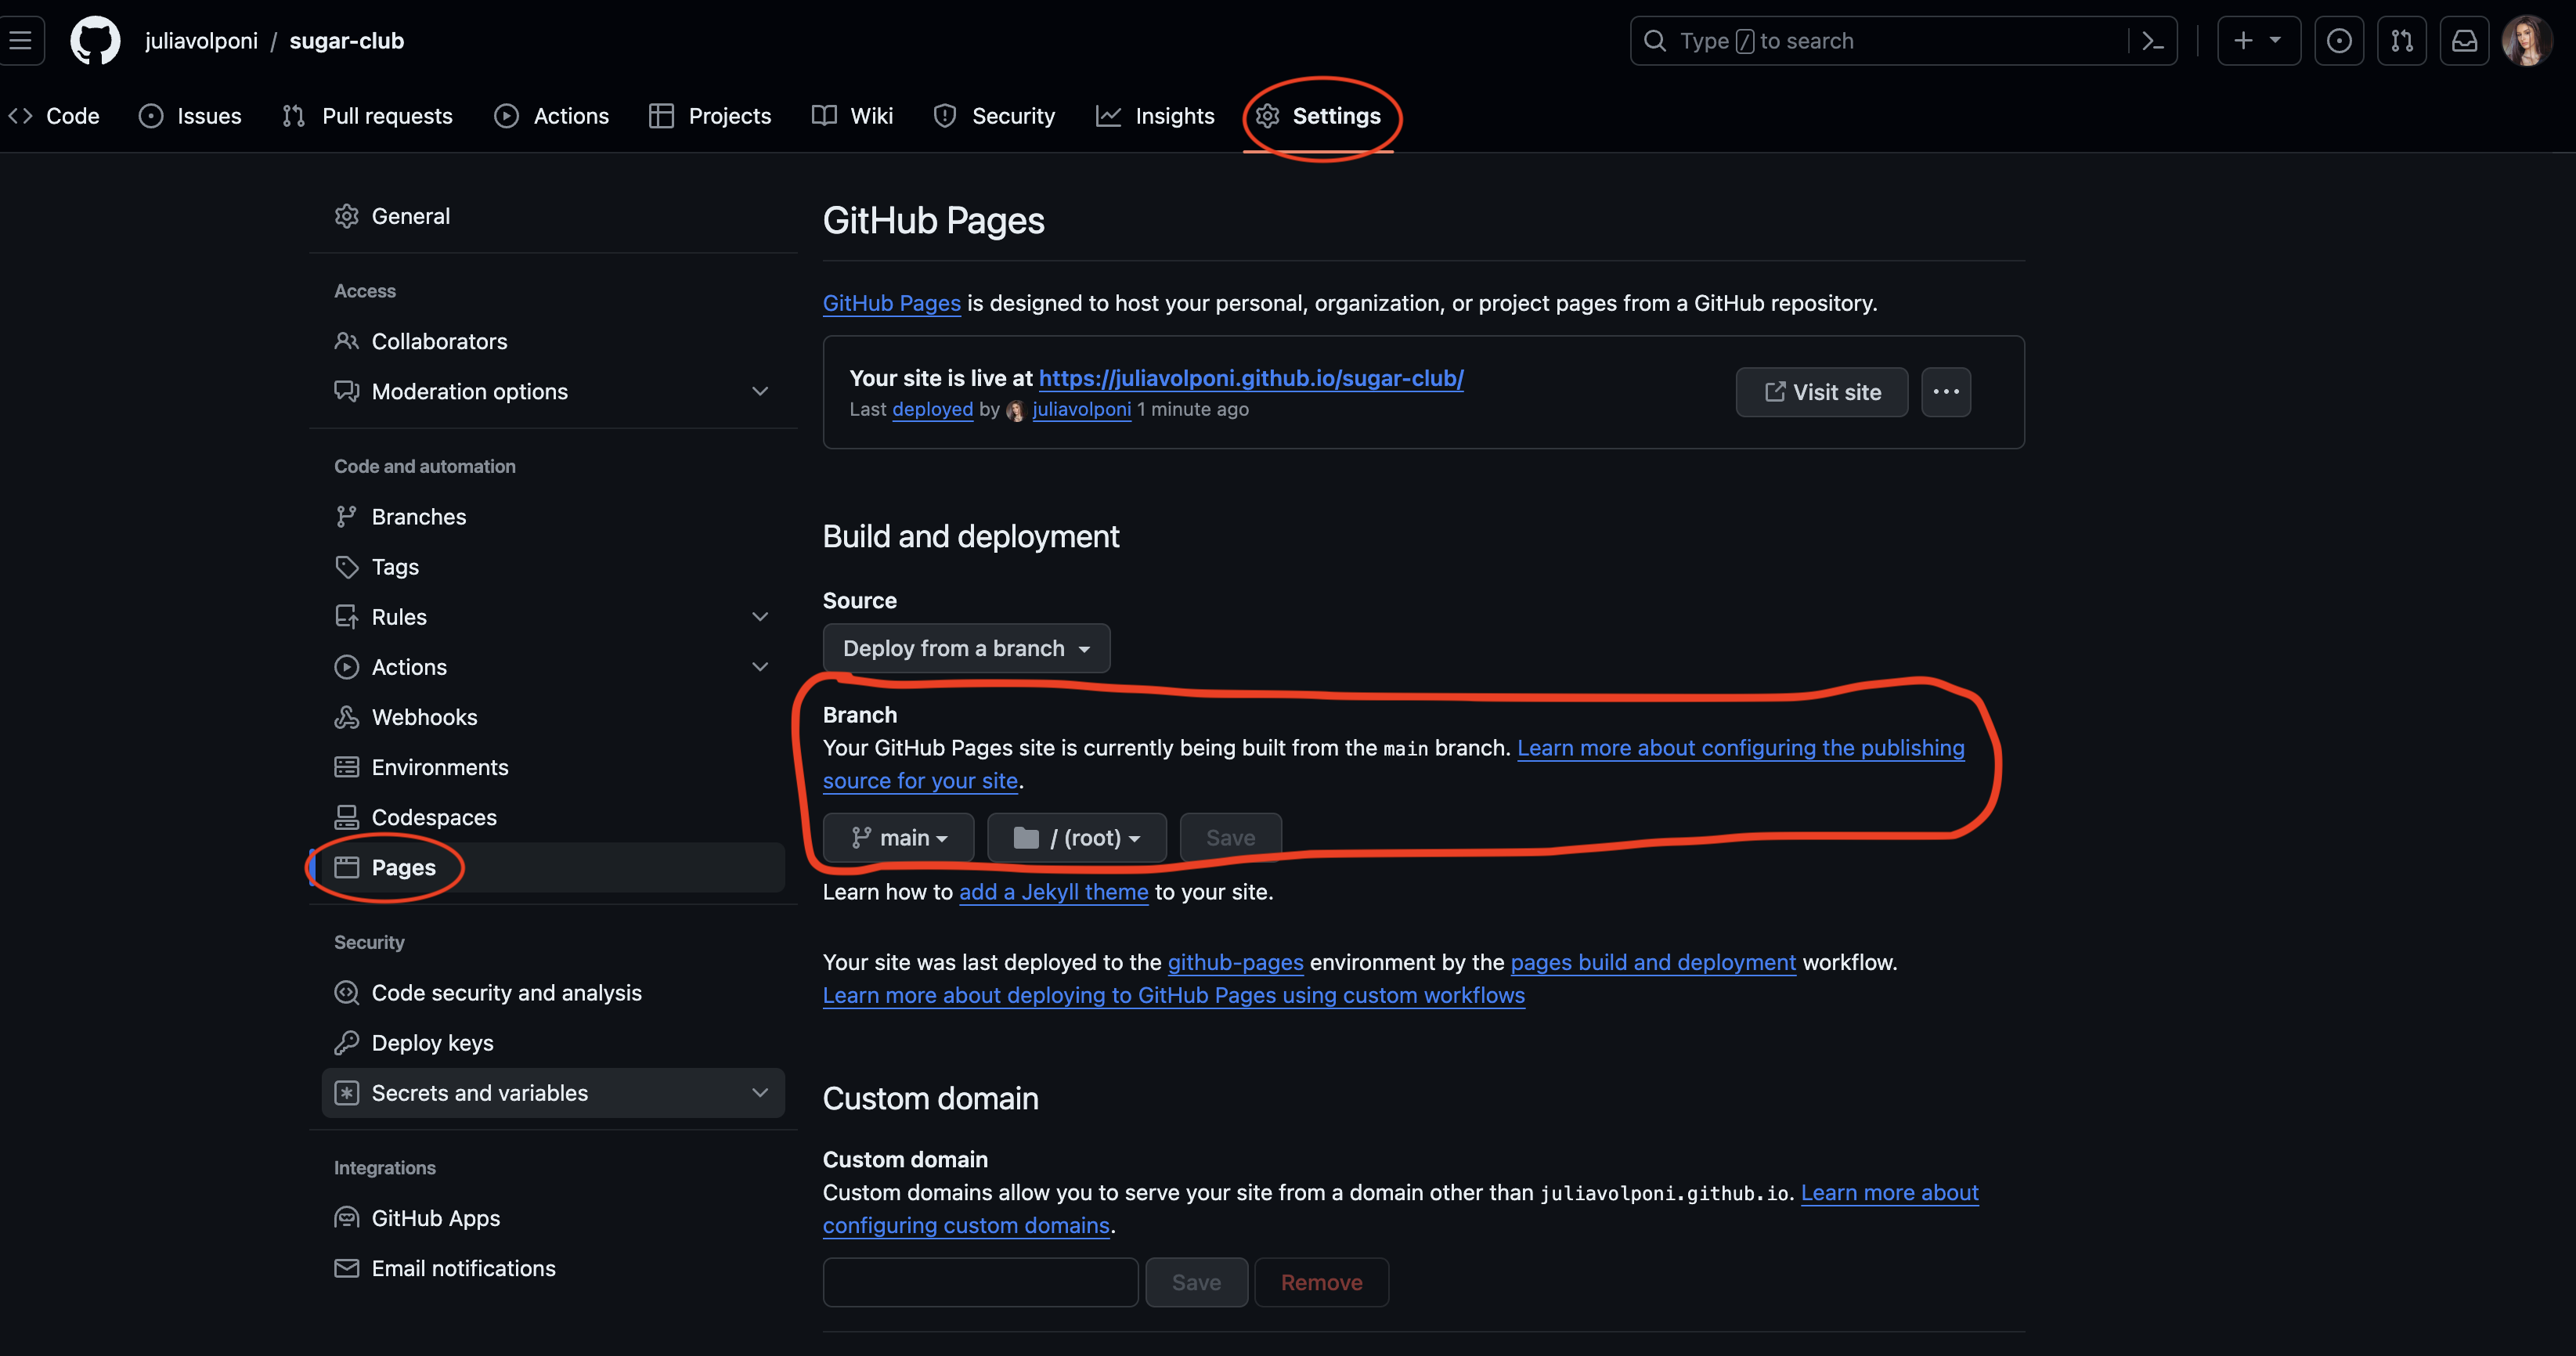 juliavolponi / sugar-club
Type / to search
Code Issues Pull requests Actions Projects Wiki Security Insights Settings
General
Access
Collaborators
Moderation options
Code and automation
Branches
Tags
Rules
Actions
Webhooks
Environments
Codespaces
Pages
Security
Code security and analysis
Deploy keys
Secrets and variables
Integrations
GitHub Apps
Email notifications
GitHub Pages
GitHub Pages is designed to host your personal, organization, or project pages from a GitHub repository.
Your site is live at https://juliavolponi.github.io/sugar-club/
Last deployed by juliavolponi 1 minute ago
Visit site
Build and deployment
Source
Deploy from a branch
Branch
Your GitHub Pages site is currently being built from the main branch. Learn more about configuring the publishing
source for your site.
main / (root) Save
Learn how to add a Jekyll theme to your site.
Your site was last deployed to the github-pages environment by the pages build and deployment workflow.
Learn more about deploying to GitHub Pages using custom workflows
Custom domain
Custom domain
Custom domains allow you to serve your site from a domain other than juliavolponi.github.io. Learn more about
configuring custom domains.
Save Remove